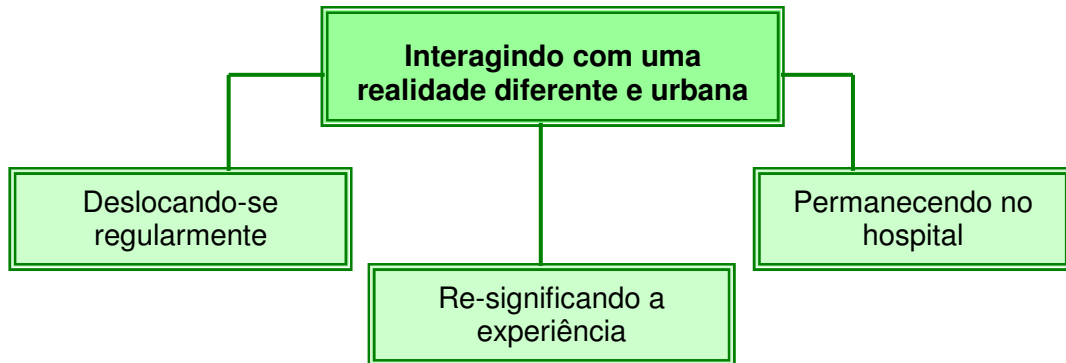 Interagindo com uma
realidade diferente e urbana
Deslocando-se
regularmente
Re-significando a
experiência
Permanecendo no
hospital